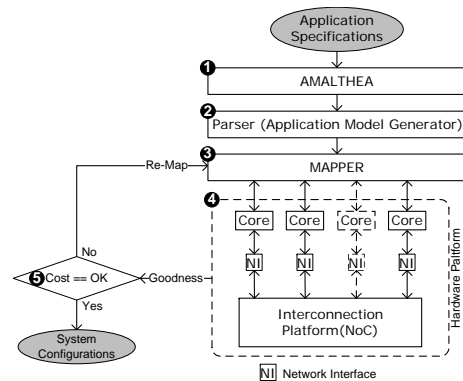 Application
Specifications
1
AMALTHEA
2
Parser (Application Model Generator)
3
MAPPER
Re-Map
4
Core Core Core Core
NI NI NI NI
Interconnection
Platform(NoC)
Hardware Paltform
No
5 Cost == OK
Goodness
Yes
System
Configurations
NI Network Interface